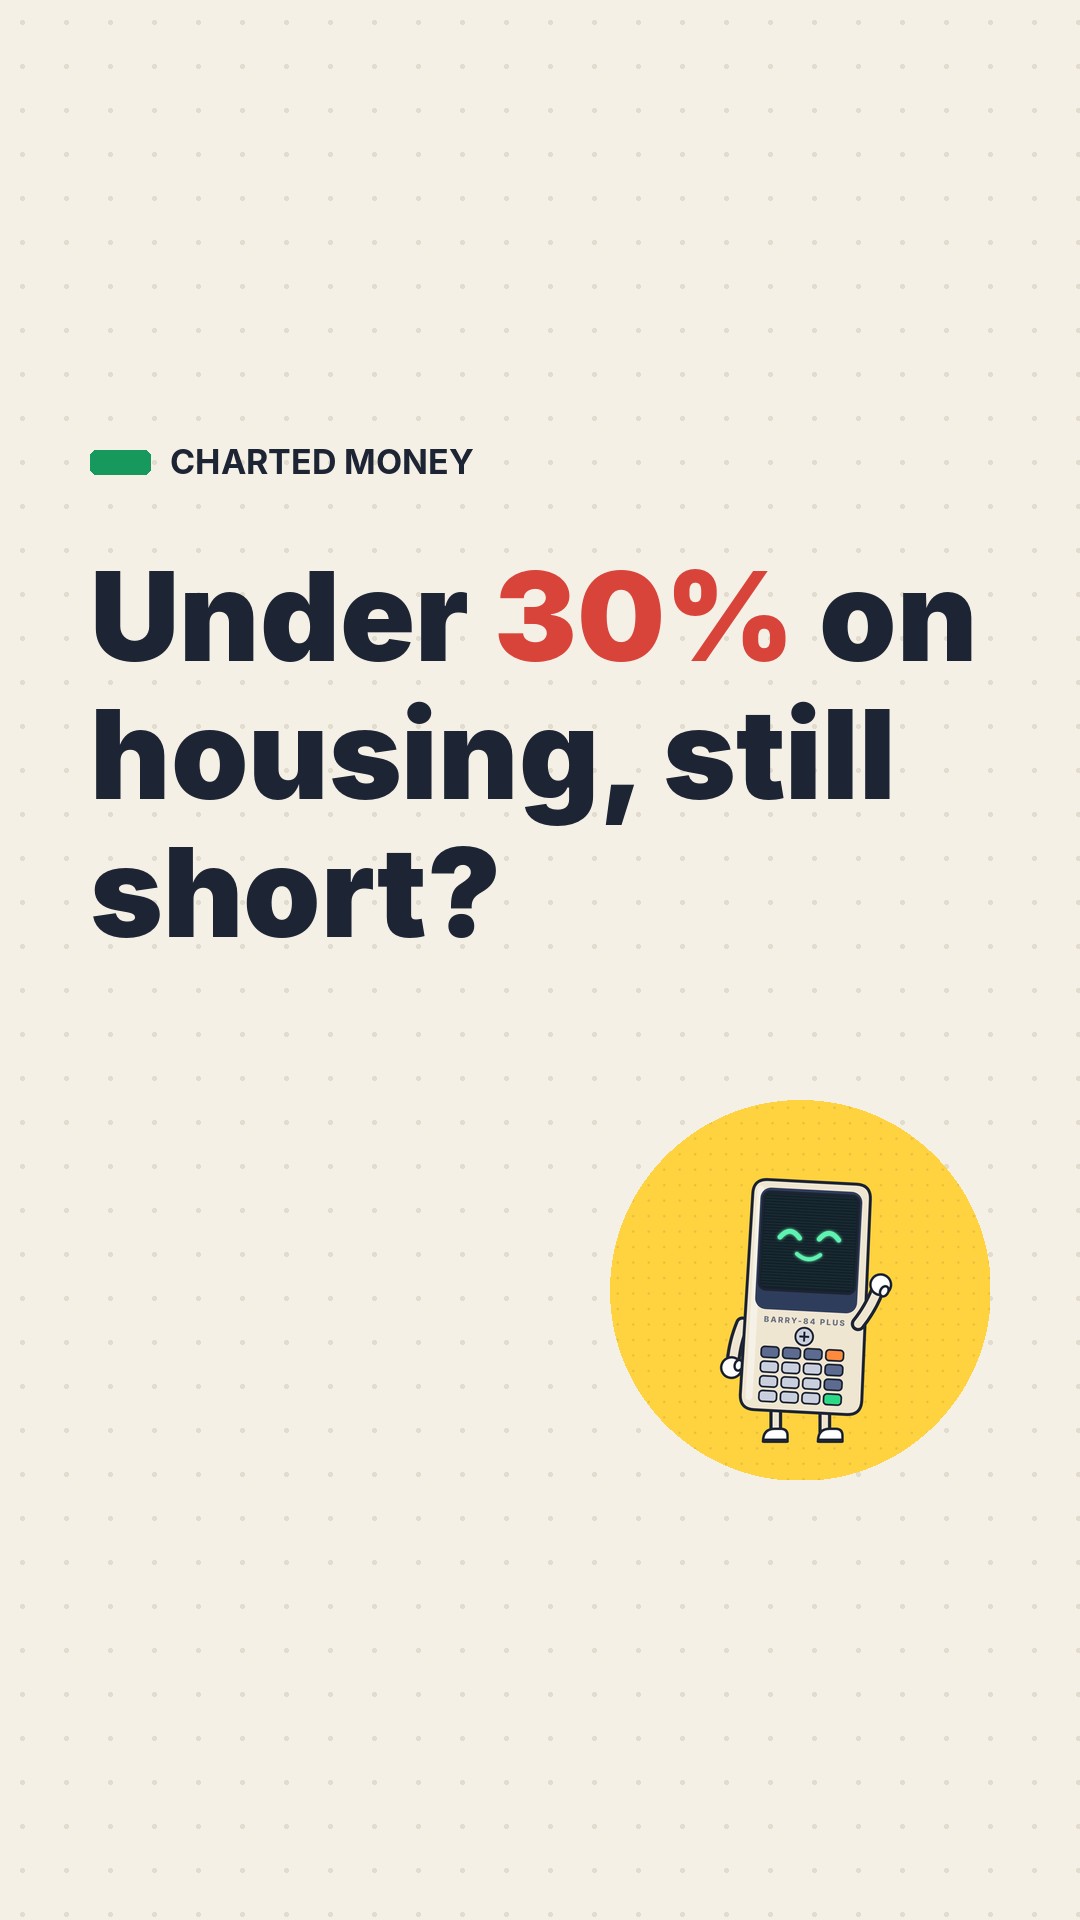 CHARTED MONEY
Under 30% on
housing, still
short?
BARRY-84 PLUS